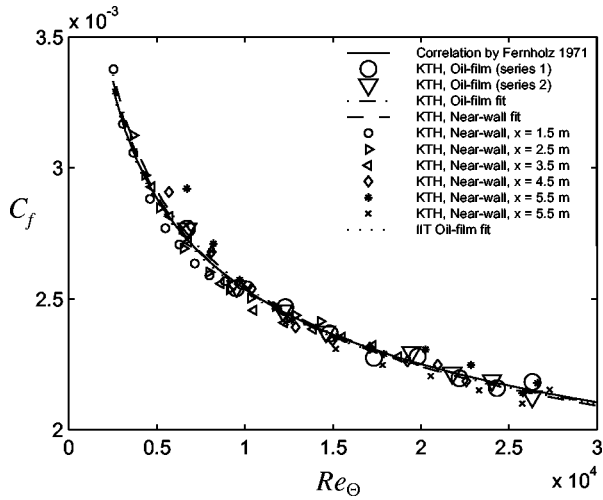 × 10⁻³
3.5
Correlation by Fernholz 1971
KTH, Oil-film (series 1)
KTH, Oil-film (series 2)
KTH, Oil-film fit
KTH, Near-wall fit
KTH, Near-wall, x = 1.5 m
KTH, Near-wall, x = 2.5 m
KTH, Near-wall, x = 3.5 m
KTH, Near-wall, x = 4.5 m
KTH, Near-wall, x = 5.5 m
KTH, Near-wall, x = 5.5 m
IIT Oil-film fit
3
C_f
2.5
2
0 0.5 1 1.5 2 2.5 3
Re_Θ
× 10⁴